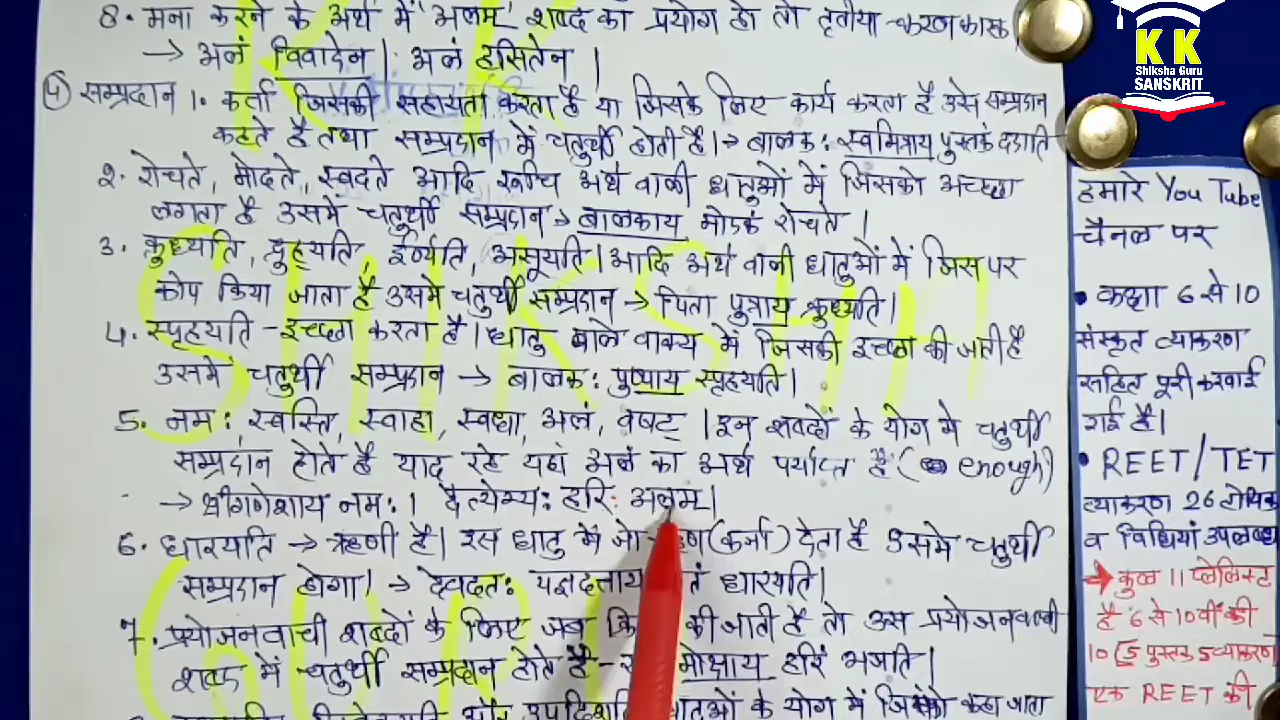 8. मना करने के अर्थ में 'अलम्' शब्द का प्रयोग हो तो तृतीया - करण कारक
→ अलं विवादेन। अलं हसितेन।
④ सम्प्रदान 1. कर्ता जिसकी सहायता करता है या जिसके लिए कार्य करता है उसे सम्प्रदान
कहते है तथा सम्प्रदान में चतुर्थी होती है। → बालक: स्वमित्राय पुस्तकं ददाति
2. रोचते, मोदते, स्वदते आदि रूचि अर्थ वाली धातुओं में जिसको अच्छा
लगता है उसमें चतुर्थी सम्प्रदान → बालकाय मोदकं रोचते।
3. क्रुध्यति, द्रुह्यति, ईर्ष्यति, असूयति। आदि अर्थ वाली धातुओं में जिस पर
कोप किया जाता है उसमे चतुर्थी सम्प्रदान → पिता पुत्राय क्रुध्यति।
4. स्पृहयति - इच्छा करता है। धातु वाले वाक्य में जिसकी इच्छा की जाती है
उसमें चतुर्थी सम्प्रदान → बालक: पुष्पाय स्पृहयति।
5. नम: स्वस्ति, स्वाहा, स्वधा, अलं, वषट्। इन शब्दों के योग मे चतुर्थी
सम्प्रदान होते है याद रहे यहां अलं का अर्थ पर्याप्त है (enough)
→ श्रीगणेशाय नम:। दैत्येभ्य: हरि: अलम्।
6. धारयति → ऋणी है। इस धातु में जो ऋण (कर्जा) देता है उसमे चतुर्थी
सम्प्रदान होगा। → देवदत: यज्ञदत्ताय धारयति।
7. प्रयोजनवाची शब्दों के लिए जब की जाती है तो उस प्रयोजनवाची
शब्द में चतुर्थी सम्प्रदान होते है - मोक्षाय हरिं भजति।
धातुओं के योग में जिसको कहा जाता
KK
Shiksha Guru
SANSKRIT
हमारे You Tube
चैनल पर
• कक्षा 6 से 10
संस्कृत व्याकरण
सहित पूरी करवाई
गई है।
• REET/TET
व्याकरण 26 टॉपिक
व विधियां उपलब्ध
→ कुल 11 प्लेलिस्ट
है 6 से 10वीं की
10 (5 पुस्तक 5 व्याकरण)
एक REET की